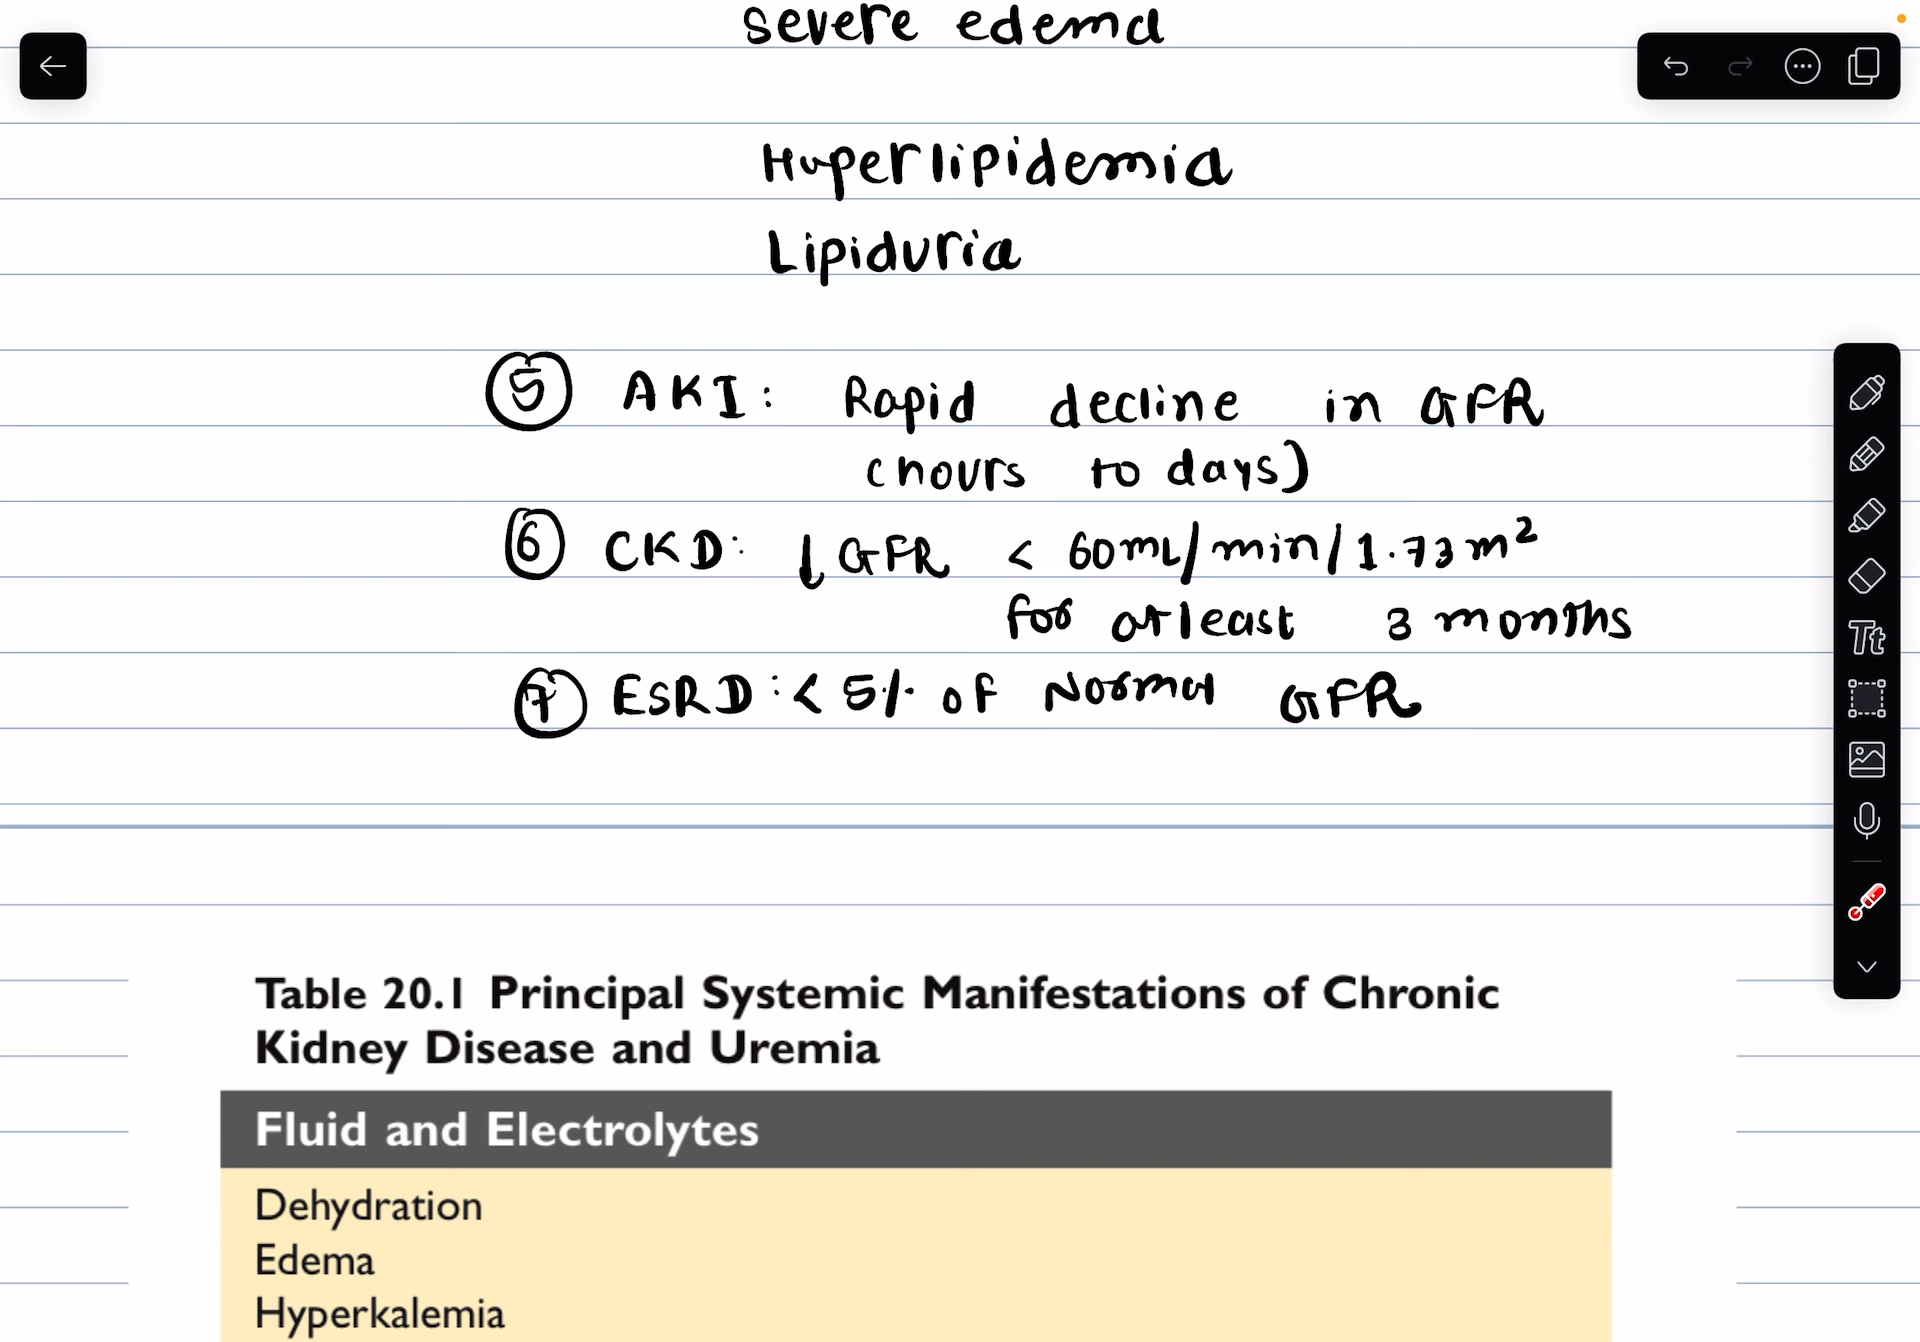 severe edema
Hyperlipidemia
Lipiduria
5 AKI: Rapid decline in GFR
(hours to days)
6 CKD: ↓ GFR < 60mL/min/1.73m²
for atleast 3 months
7 ESRD: < 5% of Normal GFR
Table 20.1 Principal Systemic Manifestations of Chronic
Kidney Disease and Uremia
Fluid and Electrolytes
Dehydration
Edema
Hyperkalemia
Tt